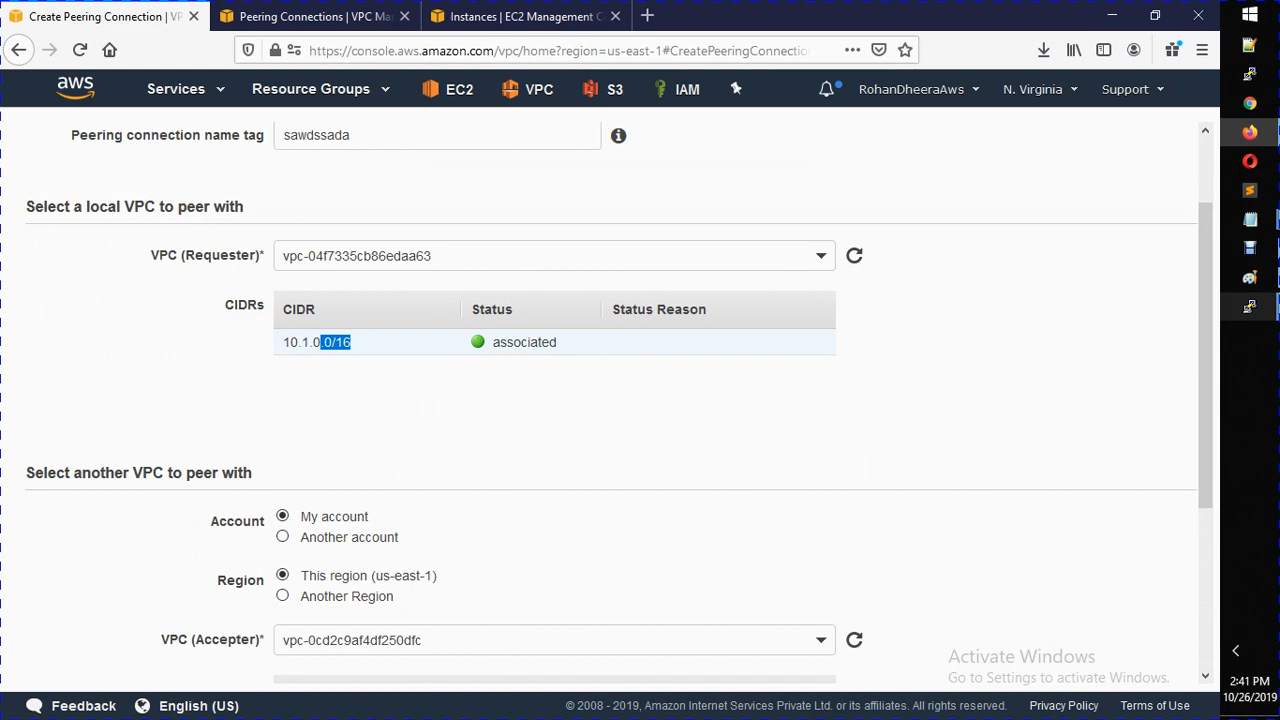 Create Peering Connection | VP
Peering Connections | VPC Ma
Instances | EC2 Management C
https://console.aws.amazon.com/vpc/home?region=us-east-1#CreatePeeringConnectio
aws
Services
Resource Groups
EC2
VPC
S3
IAM
RohanDheeraAws
N. Virginia
Support
Peering connection name tag
sawdssada
Select a local VPC to peer with
VPC (Requester)*
vpc-04f7335cb86edaa63
CIDRs
CIDR
Status
Status Reason
10.1.0.0/16
associated
Select another VPC to peer with
Account
My account
Another account
Region
This region (us-east-1)
Another Region
VPC (Accepter)*
vpc-0cd2c9af4df250dfc
Activate Windows
Go to Settings to activate Windows.
Feedback
English (US)
© 2008 - 2019, Amazon Internet Services Private Ltd. or its affiliates. All rights reserved.
Privacy Policy
Terms of Use
2:41 PM
10/26/2019